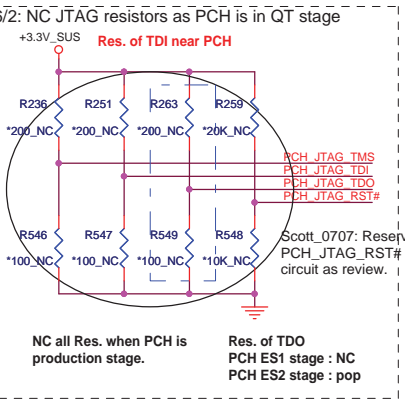 6/2: NC JTAG resistors as PCH is in QT stage
+3.3V_SUS
Res. of TDI near PCH
R236 R251 R263 R259
*200_NC *200_NC *200_NC *20K_NC
PCH_JTAG_TMS
PCH_JTAG_TDI
PCH_JTAG_TDO
PCH_JTAG_RST#
R546 R547 R549 R548
*100_NC *100_NC *100_NC *10K_NC
Scott_0707: Reserv
PCH_JTAG_RST#
circuit as review.
NC all Res. when PCH is
production stage.
Res. of TDO
PCH ES1 stage : NC
PCH ES2 stage : pop